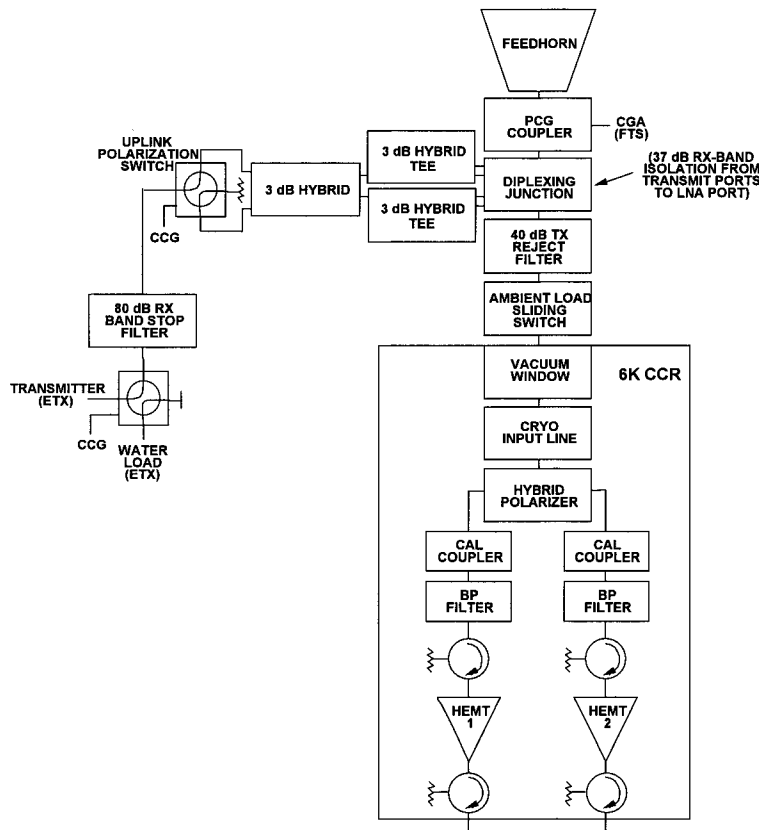 FEEDHORN
PCG
COUPLER
CGA
(FTS)
UPLINK
POLARIZATION
SWITCH
3 dB HYBRID
TEE
3 dB HYBRID
3 dB HYBRID
TEE
DIPLEXING
JUNCTION
(37 dB RX-BAND
ISOLATION FROM
TRANSMIT PORTS
TO LNA PORT)
CCG
40 dB TX
REJECT
FILTER
80 dB RX
BAND STOP
FILTER
AMBIENT LOAD
SLIDING
SWITCH
VACUUM
WINDOW
6K CCR
TRANSMITTER
(ETX)
CCG
WATER
LOAD
(ETX)
CRYO
INPUT LINE
HYBRID
POLARIZER
CAL
COUPLER
CAL
COUPLER
BP
FILTER
BP
FILTER
HEMT
1
HEMT
2